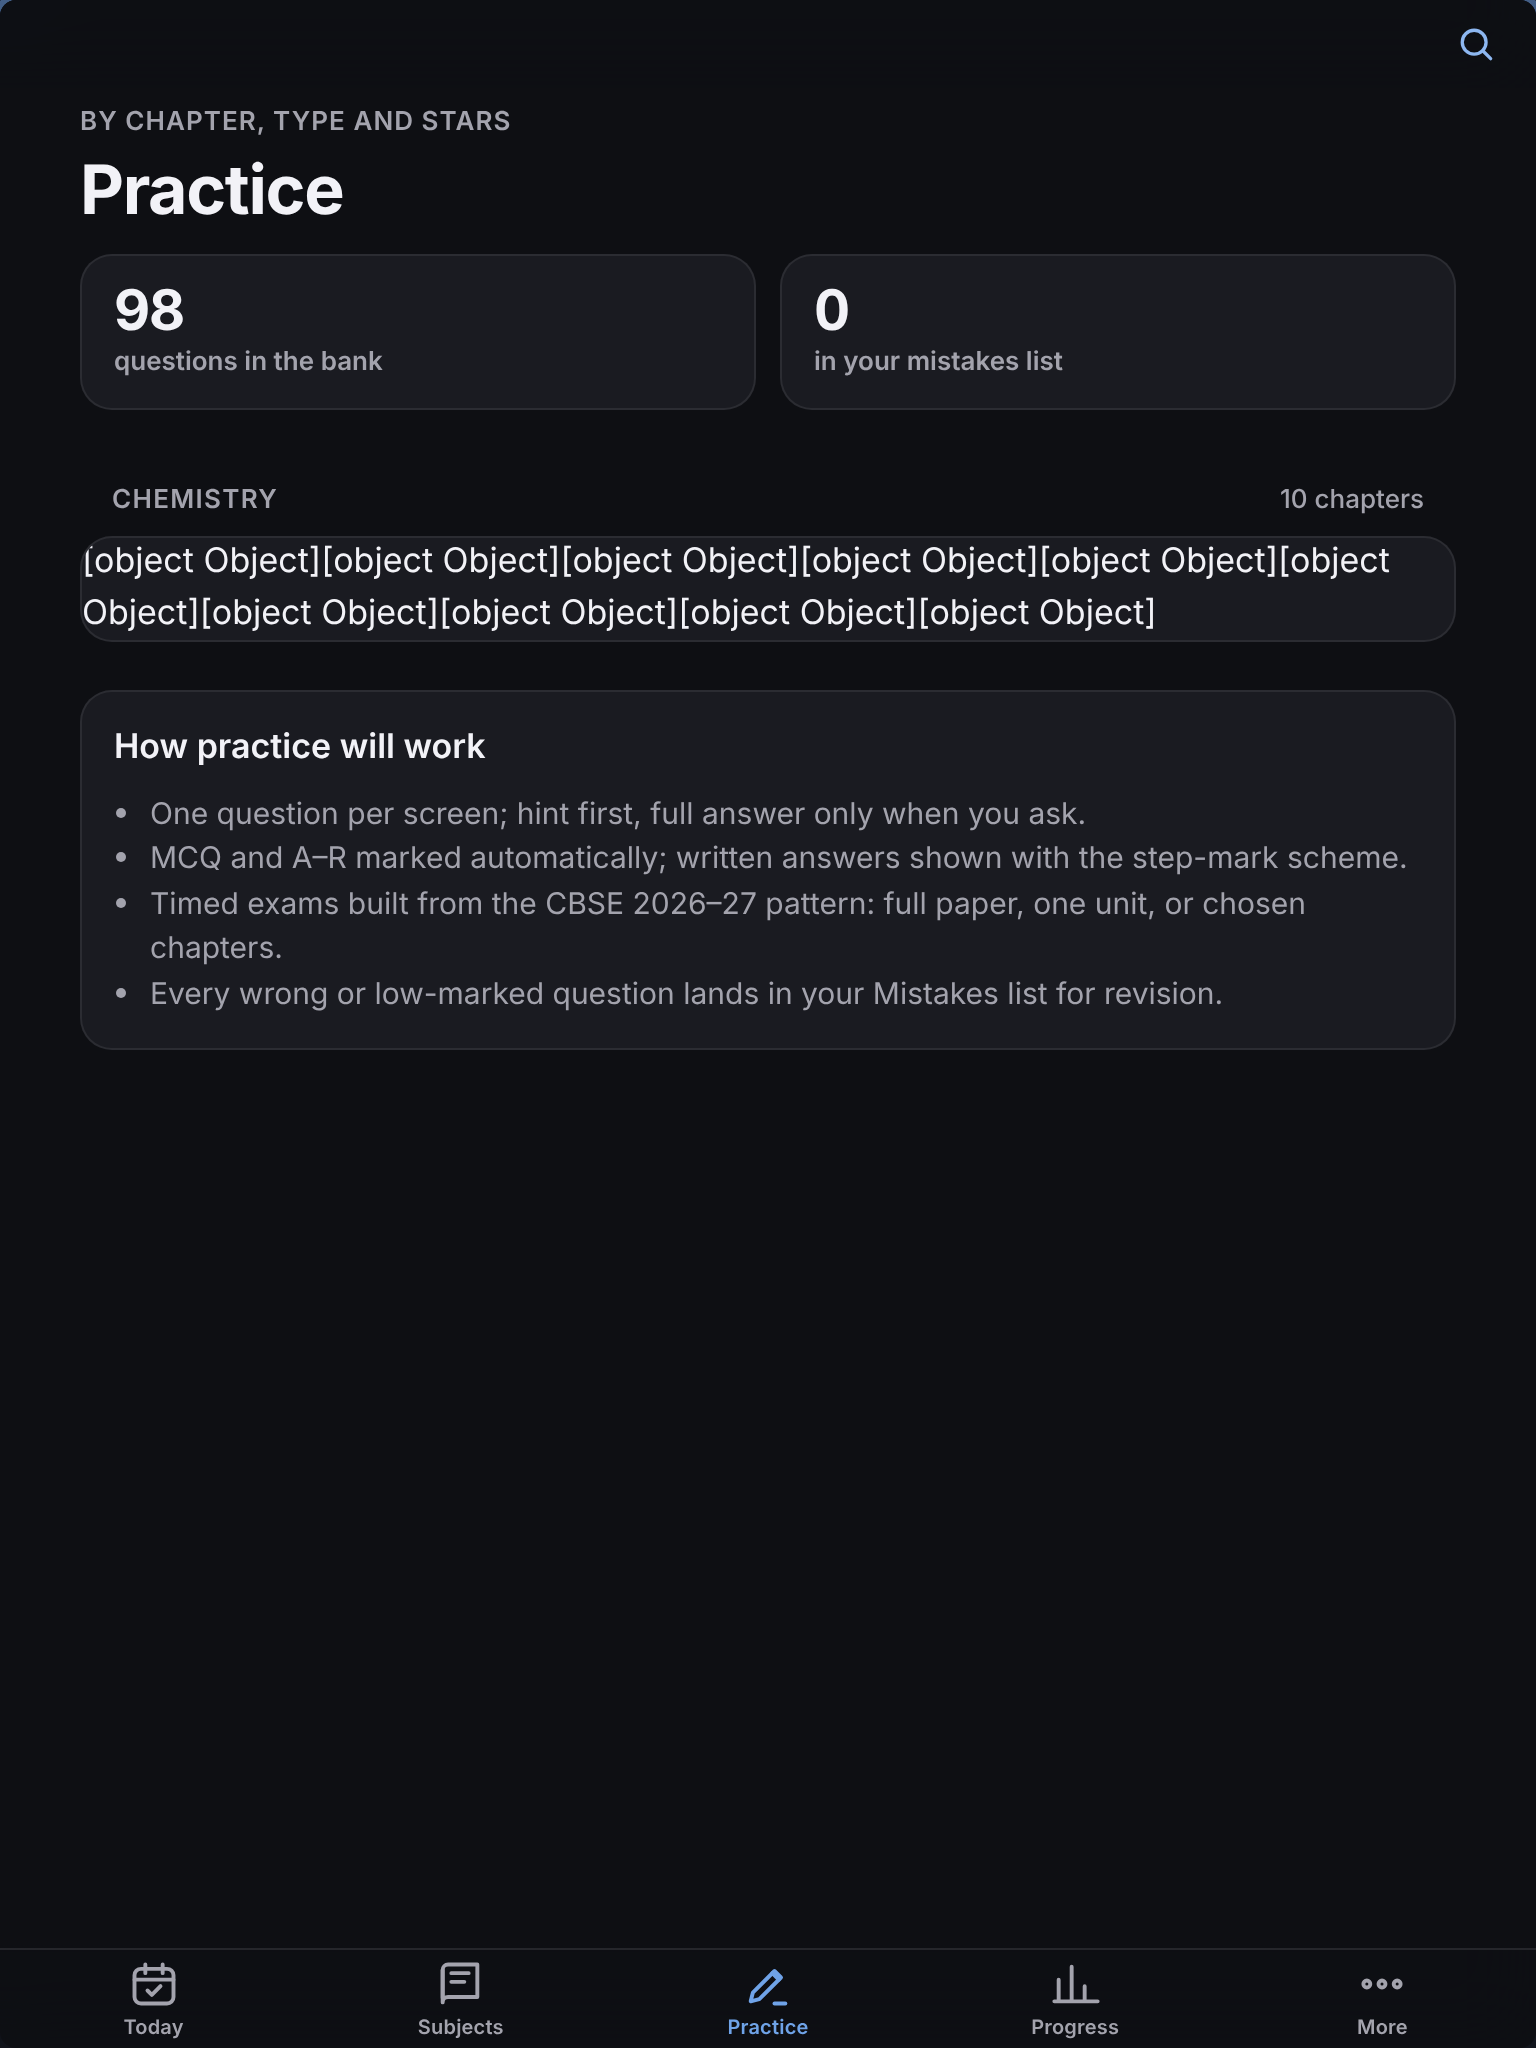 BY CHAPTER, TYPE AND STARS
Practice
98
questions in the bank
0
in your mistakes list
CHEMISTRY
10 chapters
[object Object][object Object][object Object][object Object][object Object][object
Object][object Object][object Object][object Object][object Object]
How practice will work
• One question per screen; hint first, full answer only when you ask.
• MCQ and A–R marked automatically; written answers shown with the step-mark scheme.
• Timed exams built from the CBSE 2026–27 pattern: full paper, one unit, or chosen
chapters.
• Every wrong or low-marked question lands in your Mistakes list for revision.
Today
Subjects
Practice
Progress
More